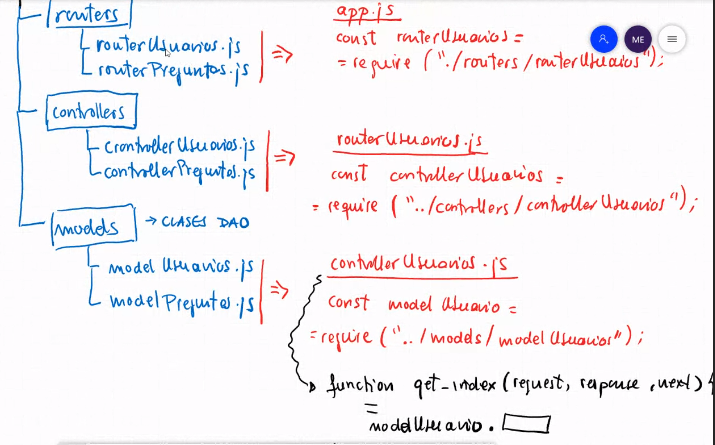 routers
routerUsuarios.js
routerPreguntas.js
=>
app.js
const routerUsuarios =
= require ("./routers/routerUsuarios");
ME
controllers
ControllerUsuarios.js
controllerPreguntas.js
=>
routerUsuarios.js
const controllerUsuarios =
= require ("../controllers/controllerUsuarios");
models → CLASES DAO
modelUsuarios.js
modelPreguntas.js
=>
controllerUsuarios.js
const modelUsuario =
= require ("../models/modelUsuarios");
function get_index (request, response, next) {
=
modelUsuario.